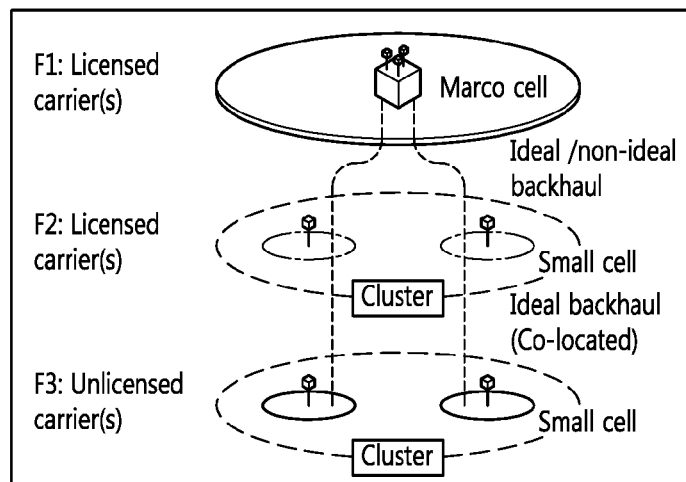 F1: Licensed
carrier(s)
Marco cell
Ideal /non-ideal
backhaul
F2: Licensed
carrier(s)
Small cell
Cluster
Ideal backhaul
(Co-located)
F3: Unlicensed
carrier(s)
Small cell
Cluster